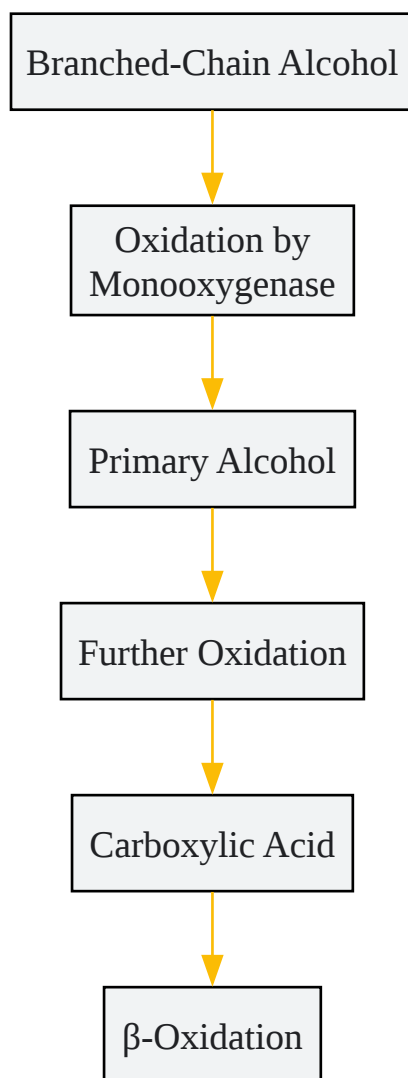 Branched-Chain Alcohol
Oxidation by
Monooxygenase
Primary Alcohol
Further Oxidation
Carboxylic Acid
β-Oxidation